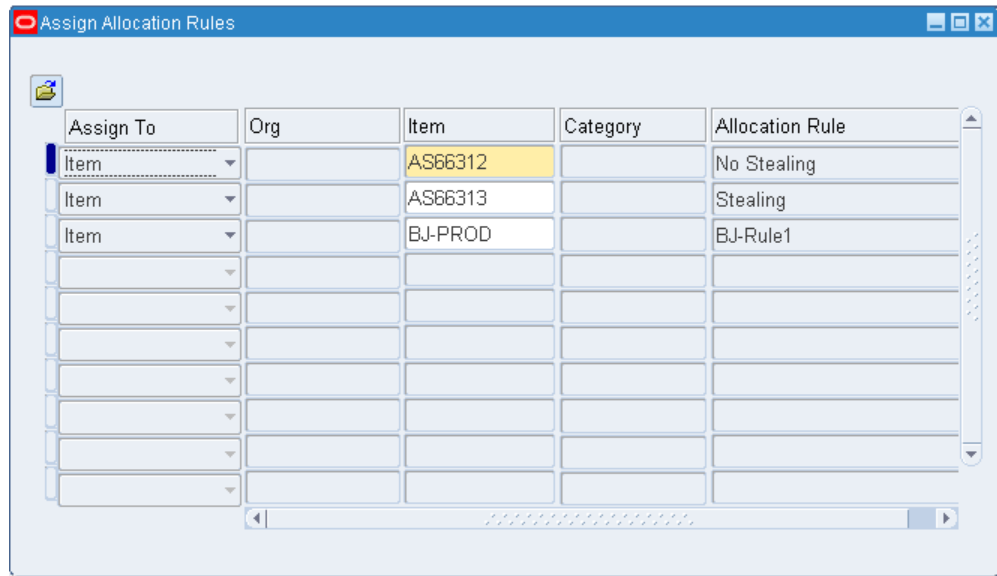 Assign Allocation Rules
Assign To Org Item Category Allocation Rule
Item AS66312 No Stealing
Item AS66313 Stealing
Item BJ-PROD BJ-Rule1